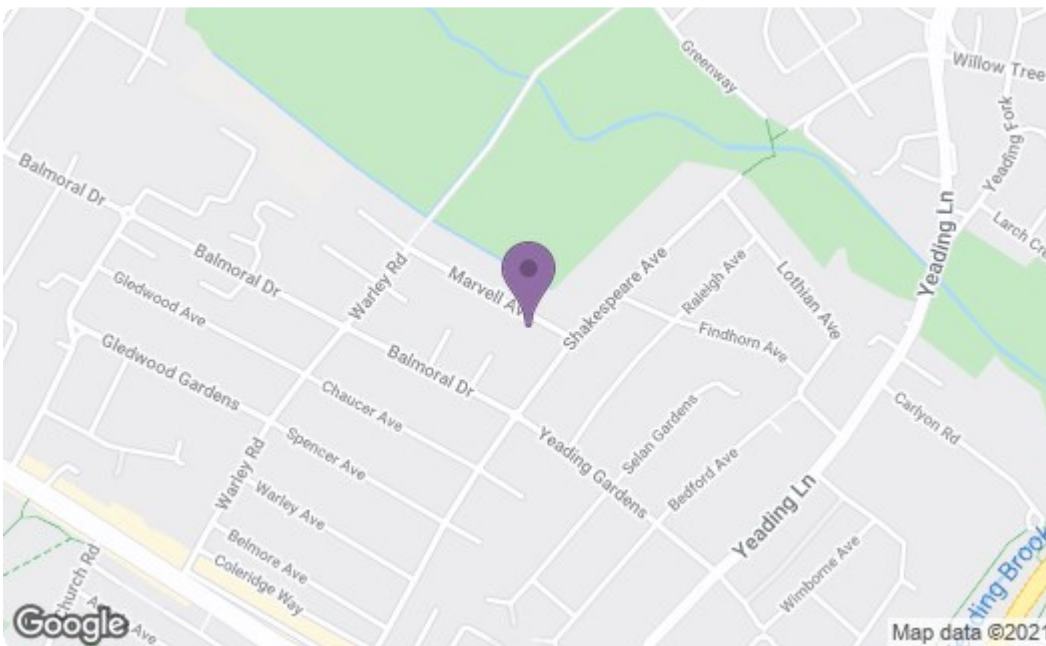 Greenway
Willow Tree
Yeading Fork
Balmoral Dr
Yeading Ln
Larch Cre
Balmoral Dr
Warley Rd
Marvell Av
Shakespeare Ave
Raleigh Ave
Lothian Ave
Gledwood Ave
Findhorn Ave
Gledwood Gardens
Balmoral Dr
Chaucer Ave
Selan Gardens
Carlyon Rd
Spencer Ave
Yeading Gardens
Bedford Ave
Warley Rd
Warley Ave
Yeading Ln
Belmore Ave
Wimborne Ave
Coleridge Way
Church Rd
ding Brook
Ave
Google
Map data ©2021